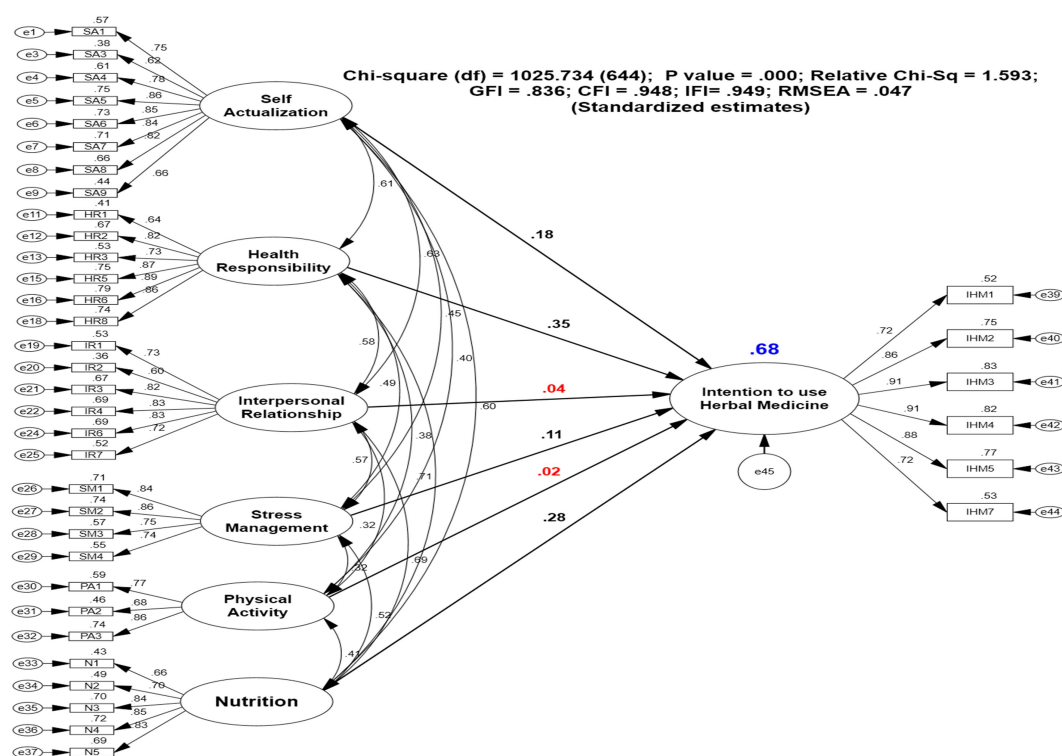 Chi-square (df) = 1025.734 (644); P value = .000; Relative Chi-Sq = 1.593;
GFI = .836; CFI = .948; IFI= .949; RMSEA = .047
(Standardized estimates)
.57
e1 SA1 .75
.38
e3 SA3 .62
.61
e4 SA4 .78
.75
e5 SA5 .86
.73
e6 SA6 .85
.71
e7 SA7 .84
.66
e8 SA8 .82
.44
e9 SA9 .66
Self
Actualization
.41
e11 HR1 .64
.67
e12 HR2 .82
.53
e13 HR3 .73
.75
e15 HR5 .87
.79
e16 HR6 .89
.74
e18 HR8 .86
Health
Responsibility
.53
e19 IR1 .73
.36
e20 IR2 .60
.67
e21 IR3 .82
.69
e22 IR4 .83
.69
e24 IR6 .83
.52
e25 IR7 .72
Interpersonal
Relationship
.71
e26 SM1 .84
.74
e27 SM2 .86
.57
e28 SM3 .75
.55
e29 SM4 .74
Stress
Management
.59
e30 PA1 .77
.46
e31 PA2 .68
.74
e32 PA3 .86
Physical
Activity
.43
e33 N1 .66
.49
e34 N2 .70
.70
e35 N3 .84
.72
e36 N4 .85
.69
e37 N5 .83
Nutrition
.61
.63
.45
.40
.60
.58
.49
.38
.71
.57
.32
.69
.32
.52
.41
.18
.35
.04
.11
.02
.28
.68
Intention to use
Herbal Medicine
e45
.52
.72 IHM1 e39
.75
.86 IHM2 e40
.83
.91 IHM3 e41
.82
.91 IHM4 e42
.77
.88 IHM5 e43
.53
.72 IHM7 e44